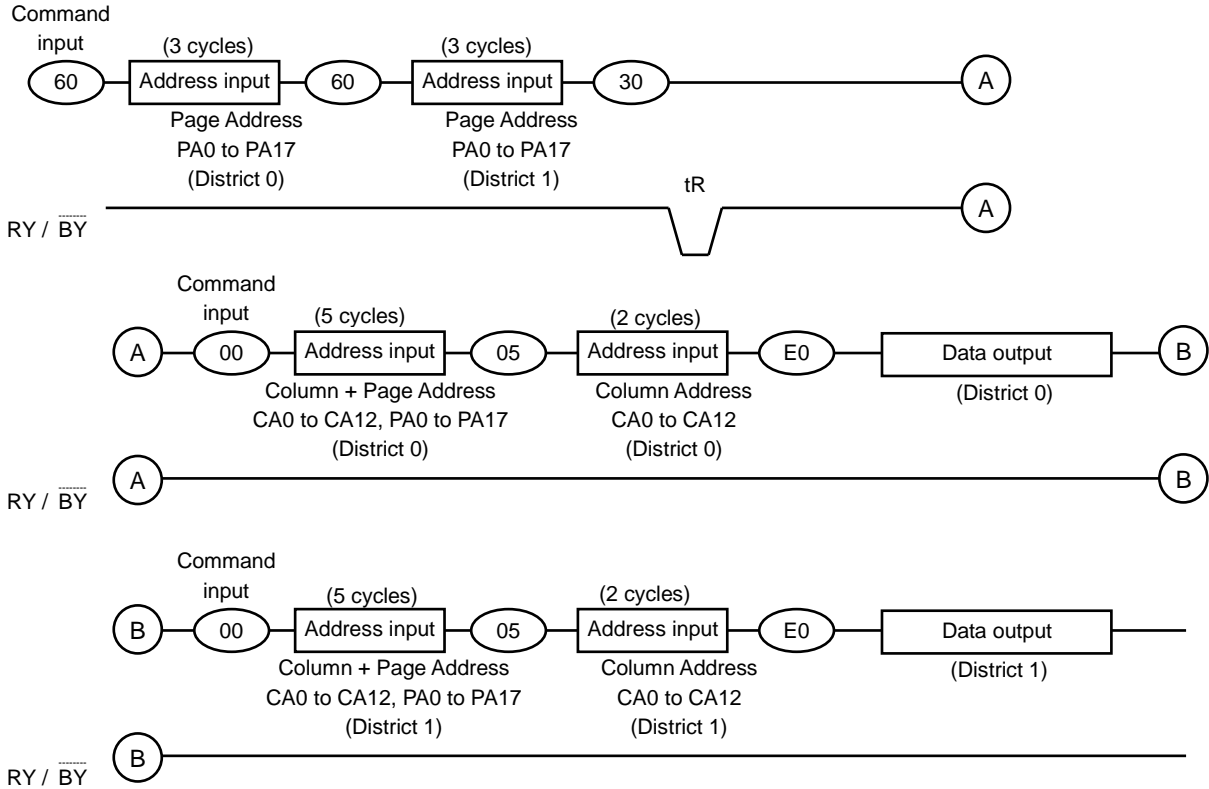 Command
input
(3 cycles)
(3 cycles)
60
Address input
60
Address input
30
A
Page Address
PA0 to PA17
(District 0)
Page Address
PA0 to PA17
(District 1)
tR
RY / BY
A
Command
input
(5 cycles)
(2 cycles)
A
00
Address input
05
Address input
E0
Data output
B
Column + Page Address
CA0 to CA12, PA0 to PA17
(District 0)
Column Address
CA0 to CA12
(District 0)
(District 0)
RY / BY
A
B
Command
input
(5 cycles)
(2 cycles)
B
00
Address input
05
Address input
E0
Data output
Column + Page Address
CA0 to CA12, PA0 to PA17
(District 1)
Column Address
CA0 to CA12
(District 1)
(District 1)
RY / BY
B